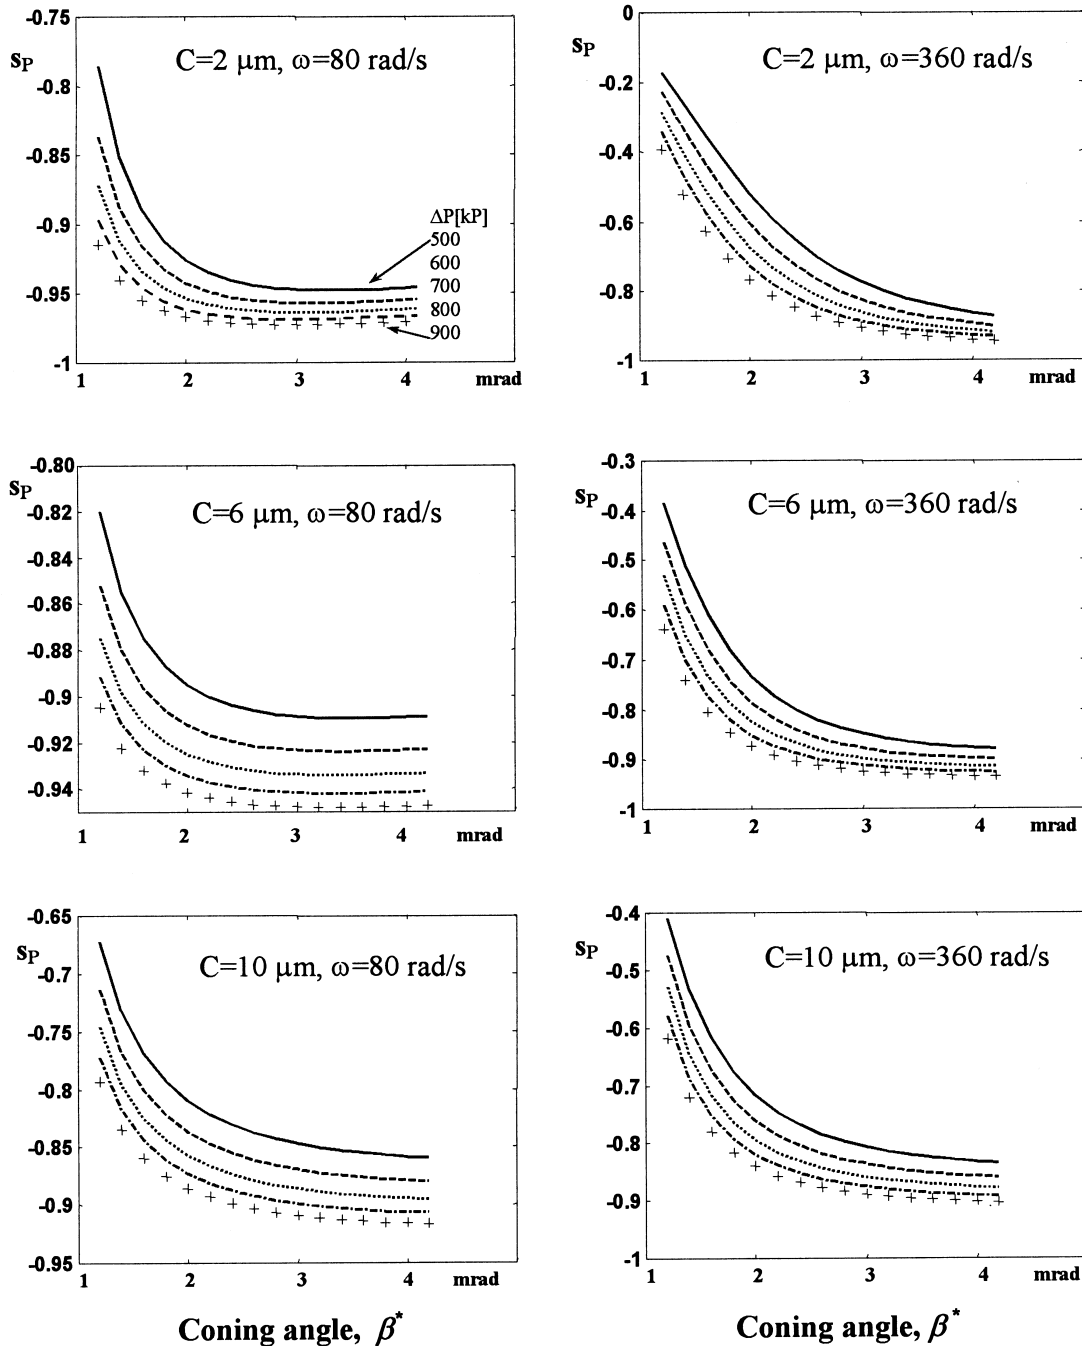 -0.75
sP
C=2 μm, ω=80 rad/s
-0.8
-0.85
-0.9
-0.95
-1
ΔP[kP]
500
600
700
800
900
1 2 3 4 mrad
0
sP
C=2 μm, ω=360 rad/s
-0.2
-0.4
-0.6
-0.8
-1
1 2 3 4 mrad
-0.80
sP
C=6 μm, ω=80 rad/s
-0.82
-0.84
-0.86
-0.88
-0.9
-0.92
-0.94
1 2 3 4 mrad
-0.3
sP
C=6 μm, ω=360 rad/s
-0.4
-0.5
-0.6
-0.7
-0.8
-0.9
-1
1 2 3 4 mrad
-0.65
sP
C=10 μm, ω=80 rad/s
-0.7
-0.75
-0.8
-0.85
-0.9
-0.95
1 2 3 4 mrad
Coning angle, β*
-0.4
sP
C=10 μm, ω=360 rad/s
-0.5
-0.6
-0.7
-0.8
-0.9
-1
1 2 3 4 mrad
Coning angle, β*